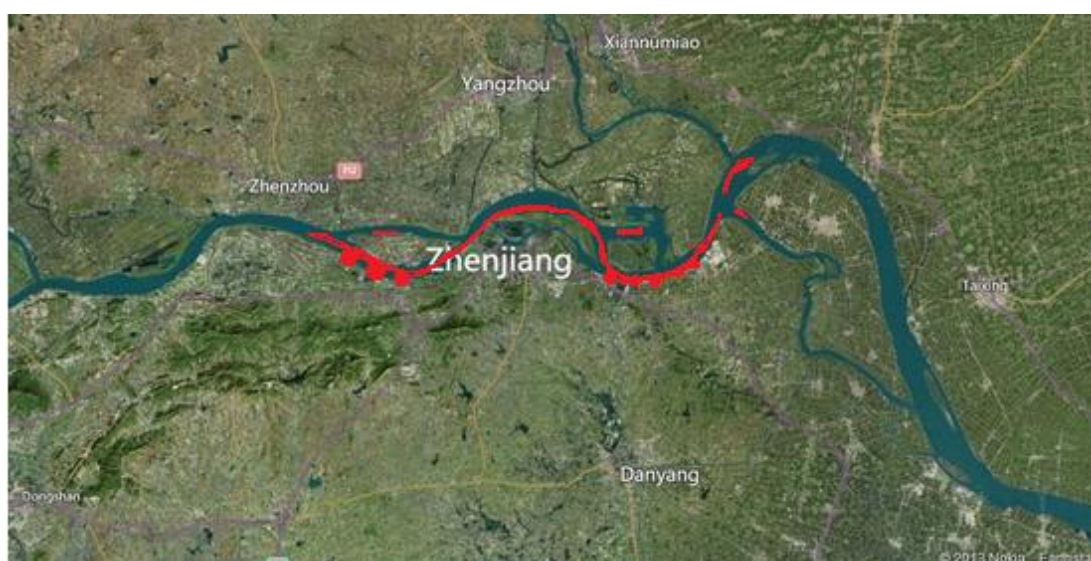 Xiannumiao
Yangzhou
Zhenzhou
Zhenjiang
Taixing
Danyang
Dongshan
© 2013 Nokia